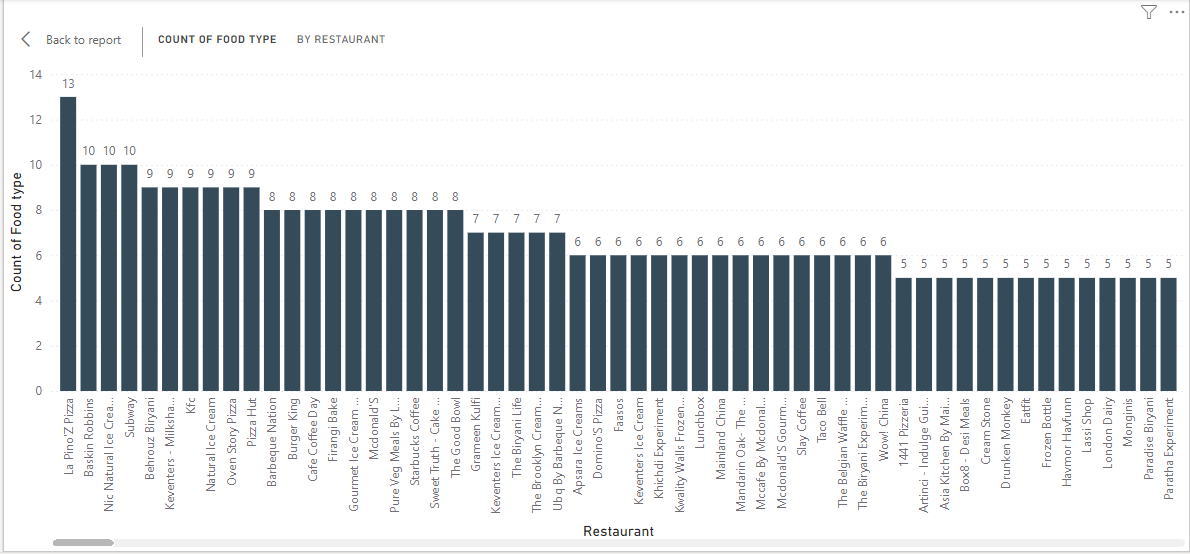 Back to report
COUNT OF FOOD TYPE
BY RESTAURANT
Count of Food type
14
12
10
8
6
4
2
0
13 10 10 10 9 9 9 9 9 9 8 8 8 8 8 8 8 8 8 8 7 7 7 7 7 6 6 6 6 6 6 6 6 6 6 6 6 6 6 6 6 5 5 5 5 5 5 5 5 5 5 5 5 5 5
La Pino'Z Pizza
Baskin Robbins
Nic Natural Ice Crea...
Subway
Behrouz Biryani
Keventers - Milksha...
Kfc
Natural Ice Cream
Oven Story Pizza
Pizza Hut
Barbeque Nation
Burger King
Cafe Coffee Day
Firangi Bake
Gourmet Ice Cream ...
Mcdonald'S
Pure Veg Meals By L...
Starbucks Coffee
Sweet Truth - Cake ...
The Good Bowl
Grameen Kulfi
Keventers Ice Cream...
The Biryani Life
The Brooklyn Cream...
Ubq By Barbeque N...
Apsara Ice Creams
Domino'S Pizza
Faasos
Keventers Ice Cream
Khichdi Experiment
Kwality Walls Frozen...
Lunchbox
Mainland China
Mandarin Oak- The ...
Mccafe By Mcdonal...
Mcdonald'S Gourm...
Slay Coffee
Taco Bell
The Belgian Waffle ...
The Biryani Experim...
Wow! China
1441 Pizzeria
Artinci - Indulge Gui...
Asia Kitchen By Mai...
Box8 - Desi Meals
Cream Stone
Drunken Monkey
Eatfit
Frozen Bottle
Havmor Havfunn
Lassi Shop
London Dairy
Monginis
Paradise Biryani
Paratha Experiment
Restaurant